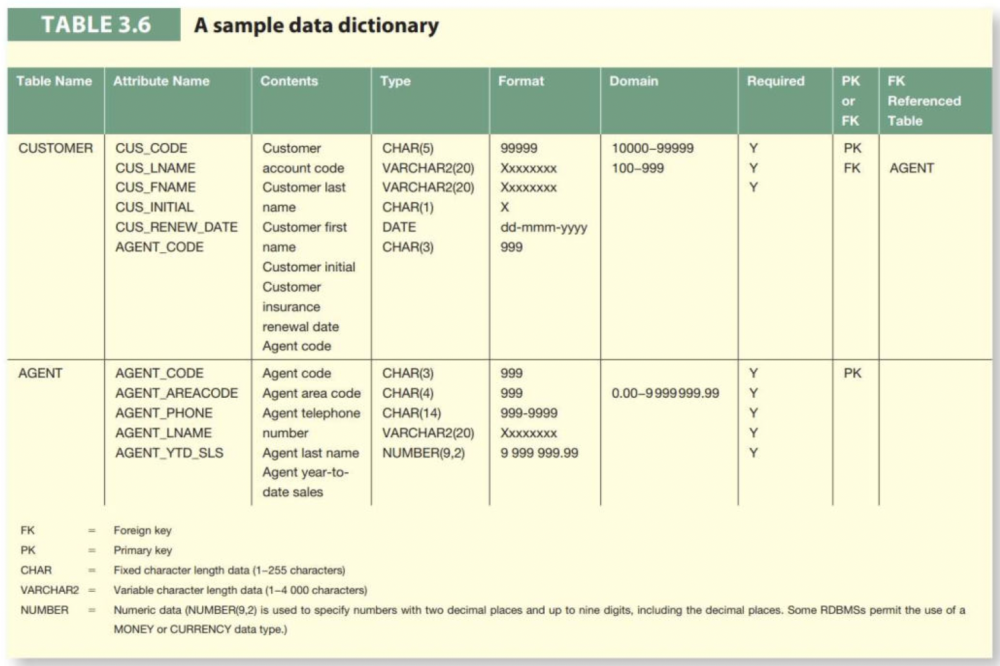 TABLE 3.6 A sample data dictionary
Table Name Attribute Name Contents Type Format Domain Required PK or FK FK Referenced Table
CUSTOMER CUS_CODE Customer CHAR(5) 99999 10000–99999 Y PK
CUS_LNAME account code VARCHAR2(20) Xxxxxxxx 100–999 Y FK AGENT
CUS_FNAME Customer last VARCHAR2(20) Xxxxxxxx Y
CUS_INITIAL name CHAR(1) X
CUS_RENEW_DATE Customer first DATE dd-mmm-yyyy
AGENT_CODE name CHAR(3) 999
Customer initial
Customer
insurance
renewal date
Agent code
AGENT AGENT_CODE Agent code CHAR(3) 999 Y PK
AGENT_AREACODE Agent area code CHAR(4) 999 0.00–9 999 999.99 Y
AGENT_PHONE Agent telephone CHAR(14) 999-9999 Y
AGENT_LNAME number VARCHAR2(20) Xxxxxxxx Y
AGENT_YTD_SLS Agent last name NUMBER(9,2) 9 999 999.99 Y
Agent year-to-
date sales
FK = Foreign key
PK = Primary key
CHAR = Fixed character length data (1–255 characters)
VARCHAR2 = Variable character length data (1–4 000 characters)
NUMBER = Numeric data (NUMBER(9,2) is used to specify numbers with two decimal places and up to nine digits, including the decimal places. Some RDBMSs permit the use of a
MONEY or CURRENCY data type.)